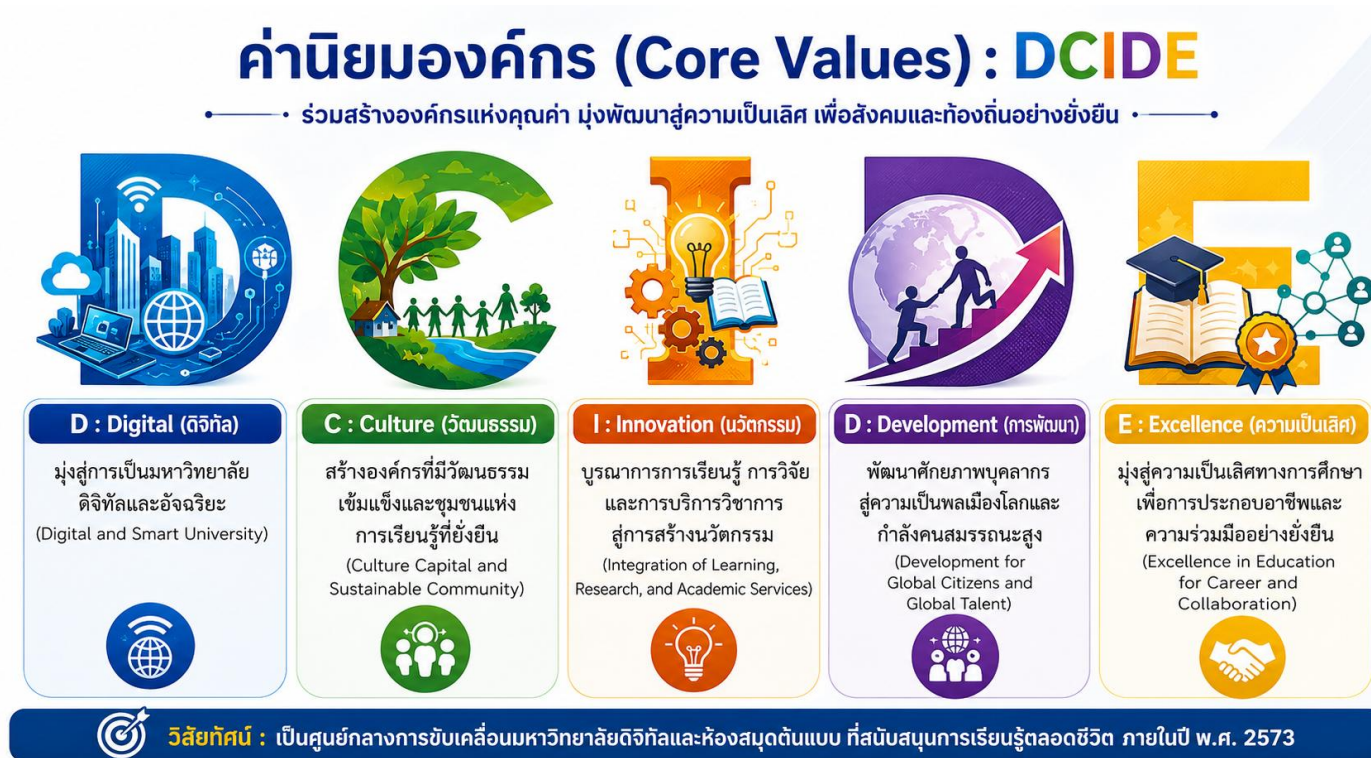 ค่านิยมองค์กร (Core Values) : DCIDE
ร่วมสร้างองค์กรแห่งคุณค่า มุ่งพัฒนาสู่ความเป็นเลิศ เพื่อสังคมและท้องถิ่นอย่างยั่งยืน
D : Digital (ดิจิทัล)
มุ่งสู่การเป็นมหาวิทยาลัย
ดิจิทัลและอัจฉริยะ
(Digital and Smart University)
C : Culture (วัฒนธรรม)
สร้างองค์กรที่มีวัฒนธรรม
เข้มแข็งและชุมชนแห่ง
การเรียนรู้ที่ยั่งยืน
(Culture Capital and
Sustainable Community)
I : Innovation (นวัตกรรม)
บูรณาการการเรียนรู้ การวิจัย
และการบริการวิชาการ
สู่การสร้างนวัตกรรม
(Integration of Learning,
Research, and Academic Services)
D : Development (การพัฒนา)
พัฒนาศักยภาพบุคลากร
สู่ความเป็นพลเมืองโลกและ
กำลังคนสมรรถนะสูง
(Development for
Global Citizens and
Global Talent)
E : Excellence (ความเป็นเลิศ)
มุ่งสู่ความเป็นเลิศทางการศึกษา
เพื่อการประกอบอาชีพและ
ความร่วมมืออย่างยั่งยืน
(Excellence in Education
for Career and
Collaboration)
วิสัยทัศน์ : เป็นศูนย์กลางการขับเคลื่อนมหาวิทยาลัยดิจิทัลและห้องสมุดต้นแบบ ที่สนับสนุนการเรียนรู้ตลอดชีวิต ภายในปี พ.ศ. 2573